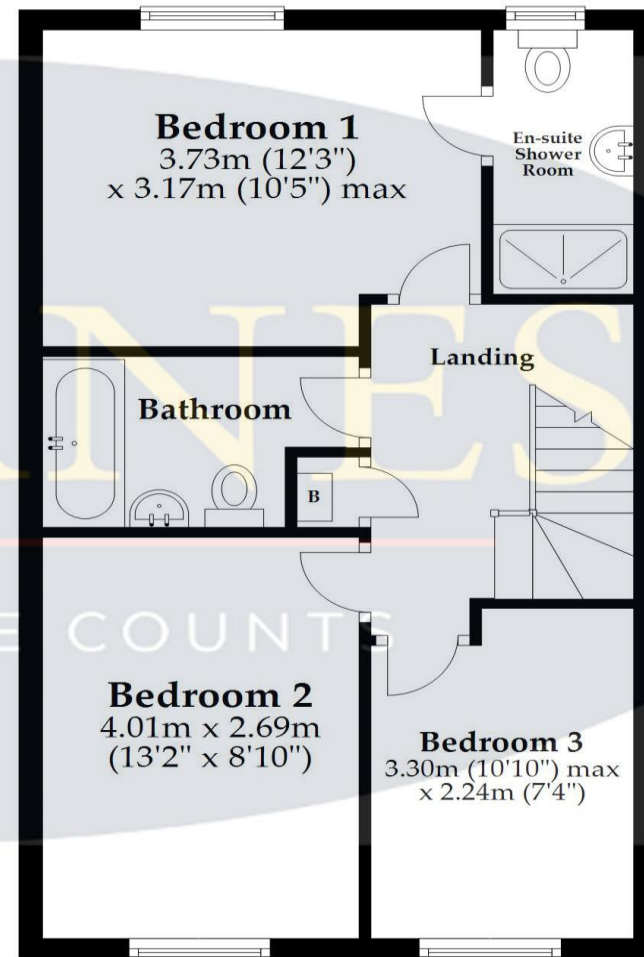 Bedroom 1
3.73m (12'3")
x 3.17m (10'5") max
En-suite
Shower
Room
Landing
Bathroom
B
NES
E COUNTS
Bedroom 2
4.01m x 2.69m
(13'2" x 8'10")
Bedroom 3
3.30m (10'10") max
x 2.24m (7'4")